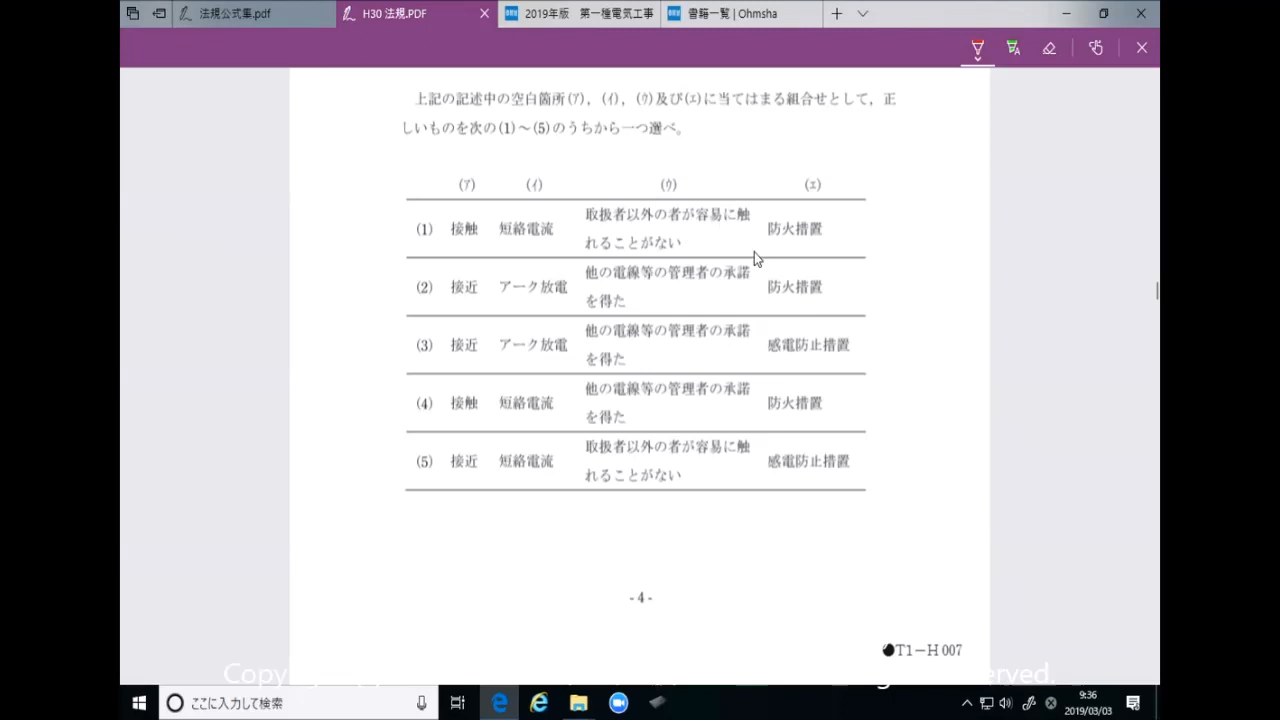 法規公式集.pdf
H30 法規.PDF
2019年版 第一種電気工事
書籍一覧 | Ohmsha
上記の記述中の空白箇所(ｱ)，(ｲ)，(ｳ)及び(ｴ)に当てはまる組合せとして，正
しいものを次の(1)～(5)のうちから一つ選べ。
(ｱ) (ｲ) (ｳ) (ｴ)
(1) 接触 短絡電流 取扱者以外の者が容易に触 防火措置
れることがない
(2) 接近 アーク放電 他の電線等の管理者の承諾 防火措置
を得た
(3) 接近 アーク放電 他の電線等の管理者の承諾 感電防止措置
を得た
(4) 接触 短絡電流 他の電線等の管理者の承諾 防火措置
を得た
(5) 接近 短絡電流 取扱者以外の者が容易に触 感電防止措置
れることがない
- 4 -
T1－H 007
ここに入力して検索
9:36
2019/03/03